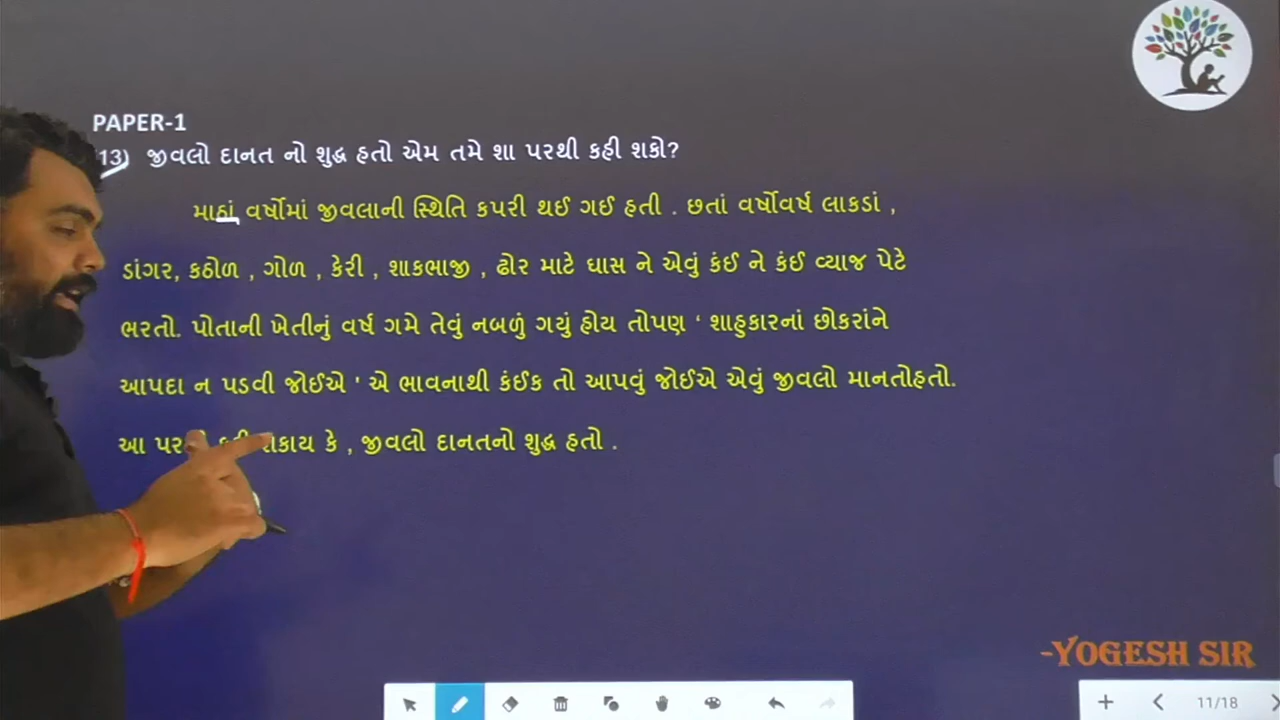 PAPER-1
13) જીવલો દાનત નો શુદ્ધ હતો એમ તમે શા પરથી કહી શકો?
માઠાં વર્ષોમાં જીવલાની સ્થિતિ કપરી થઈ ગઈ હતી . છતાં વર્ષોવર્ષ લાકડાં ,
ડાંગર, કઠોળ , ગોળ , કેરી , શાકભાજી , ઢોર માટે ઘાસ ને એવું કંઈ ને કંઈ વ્યાજ પેટે
ભરતો. પોતાની ખેતીનું વર્ષ ગમે તેવું નબળું ગયું હોય તોપણ ‘ શાહુકારનાં છોકરાંને
આપદા ન પડવી જોઈએ ' એ ભાવનાથી કંઈક તો આપવું જોઈએ એવું જીવલો માનતોહતો.
આ કે , જીવલો દાનતનો શુદ્ધ હતો .
-YOGESH SIR
11/18